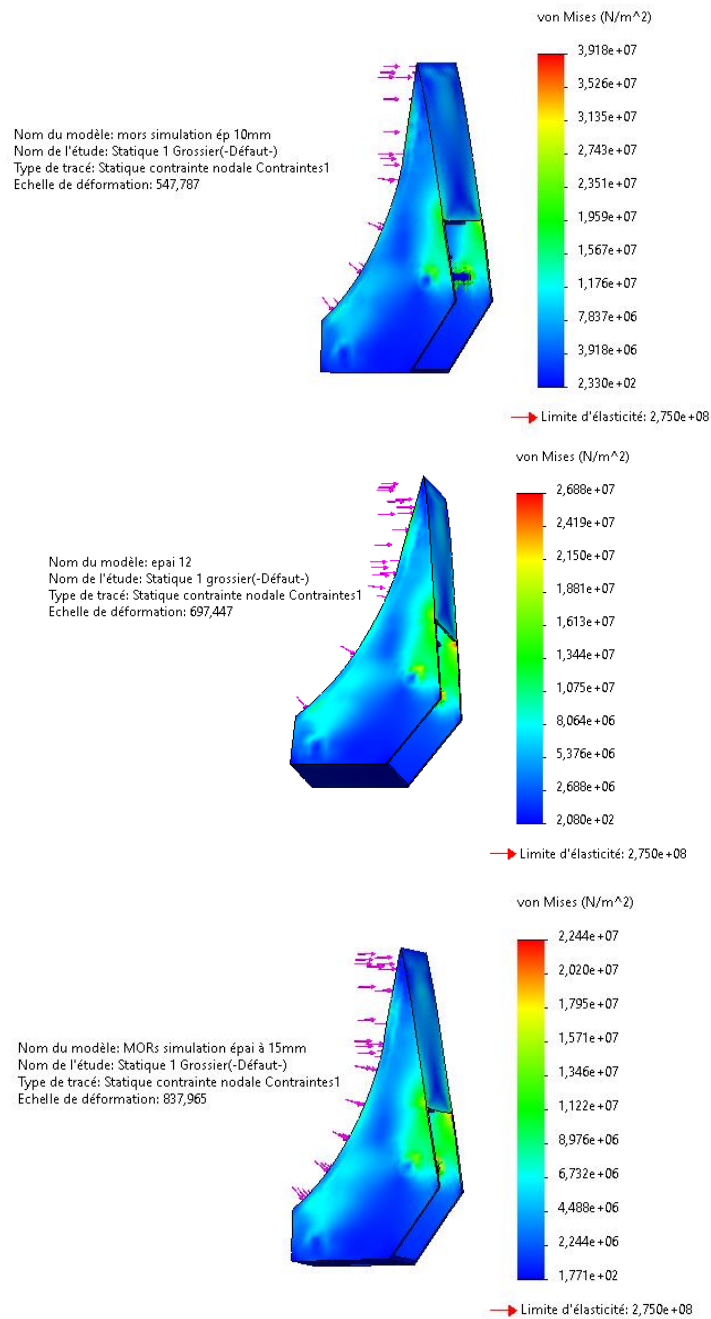 von Mises (N/m^2)
3,918e+07
3,526e+07
3,135e+07
2,743e+07
2,351e+07
1,959e+07
1,567e+07
1,176e+07
7,837e+06
3,918e+06
2,330e+02
Limite d'élasticité: 2,750e+08
Nom du modèle: mors simulation ép 10mm
Nom de l'étude: Statique 1 Grossier(-Défaut-)
Type de tracé: Statique contrainte nodale Contraintes1
Echelle de déformation: 547,787
von Mises (N/m^2)
2,688e+07
2,419e+07
2,150e+07
1,881e+07
1,613e+07
1,344e+07
1,075e+07
8,064e+06
5,376e+06
2,688e+06
2,080e+02
Limite d'élasticité: 2,750e+08
Nom du modèle: epai 12
Nom de l'étude: Statique 1 grossier(-Défaut-)
Type de tracé: Statique contrainte nodale Contraintes1
Echelle de déformation: 697,447
von Mises (N/m^2)
2,244e+07
2,020e+07
1,795e+07
1,571e+07
1,346e+07
1,122e+07
8,976e+06
6,732e+06
4,488e+06
2,244e+06
1,771e+02
Limite d'élasticité: 2,750e+08
Nom du modèle: MORs simulation épai à 15mm
Nom de l'étude: Statique 1 Grossier(-Défaut-)
Type de tracé: Statique contrainte nodale Contraintes1
Echelle de déformation: 837,965